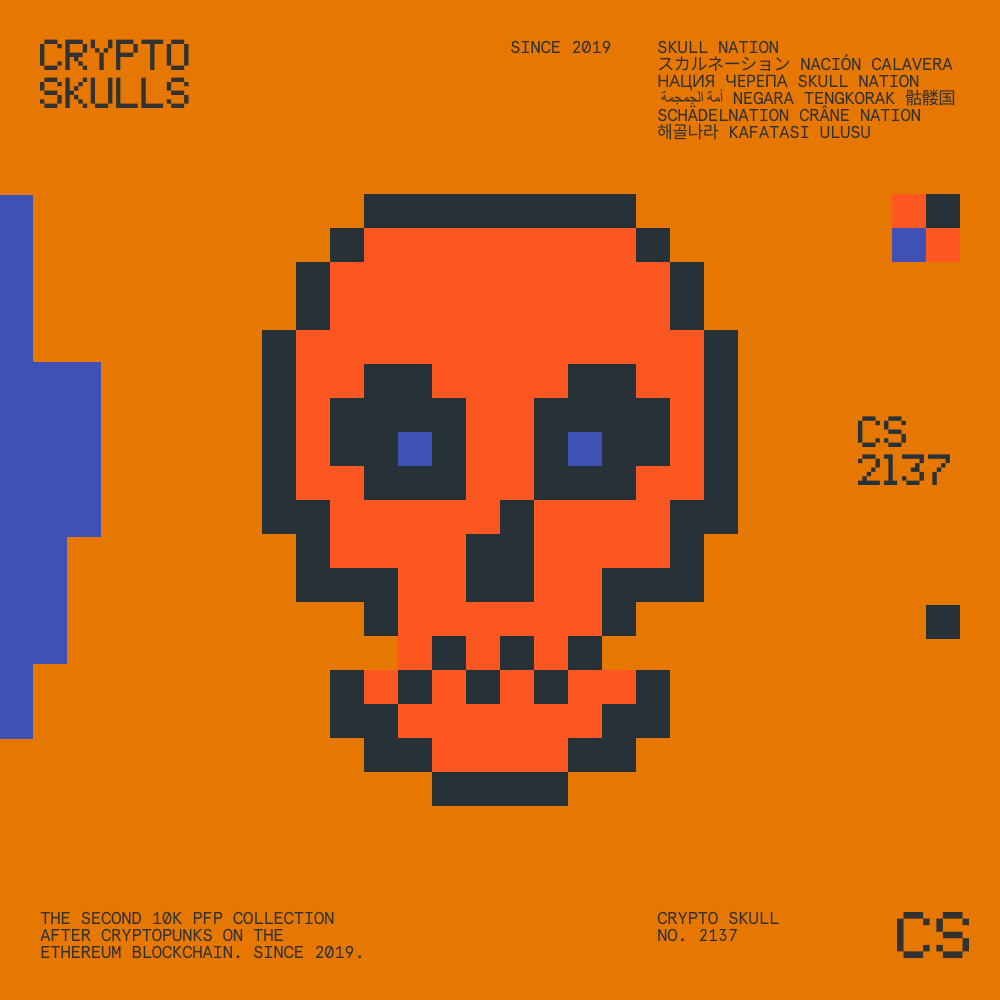 CRYPTO
SKULLS
SINCE 2019
SKULL NATION
スカルネーション NACIÓN CALAVERA
НАЦИЯ ЧЕРЕПА SKULL NATION
أمة الجمجمة NEGARA TENGKORAK 骷髅国
SCHÄDELNATION CRÂNE NATION
해골나라 KAFATASI ULUSU
CS
2137
THE SECOND 10K PFP COLLECTION
AFTER CRYPTOPUNKS ON THE
ETHEREUM BLOCKCHAIN. SINCE 2019.
CRYPTO SKULL
NO. 2137
CS